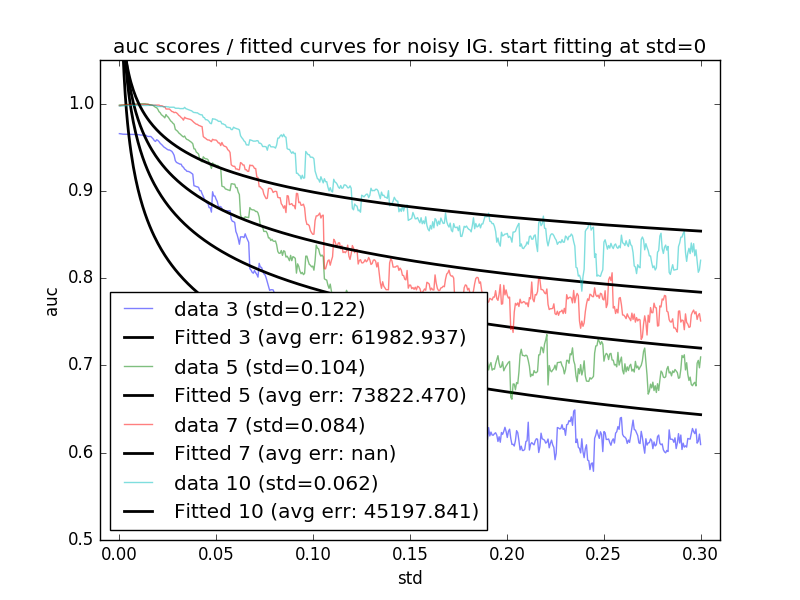 auc scores / fitted curves for noisy IG. start fitting at std=0
1.0
0.9
0.8
0.7
0.6
0.5
auc
data 3 (std=0.122)
Fitted 3 (avg err: 61982.937)
data 5 (std=0.104)
Fitted 5 (avg err: 73822.470)
data 7 (std=0.084)
Fitted 7 (avg err: nan)
data 10 (std=0.062)
Fitted 10 (avg err: 45197.841)
0.00 0.05 0.10 0.15 0.20 0.25 0.30
std